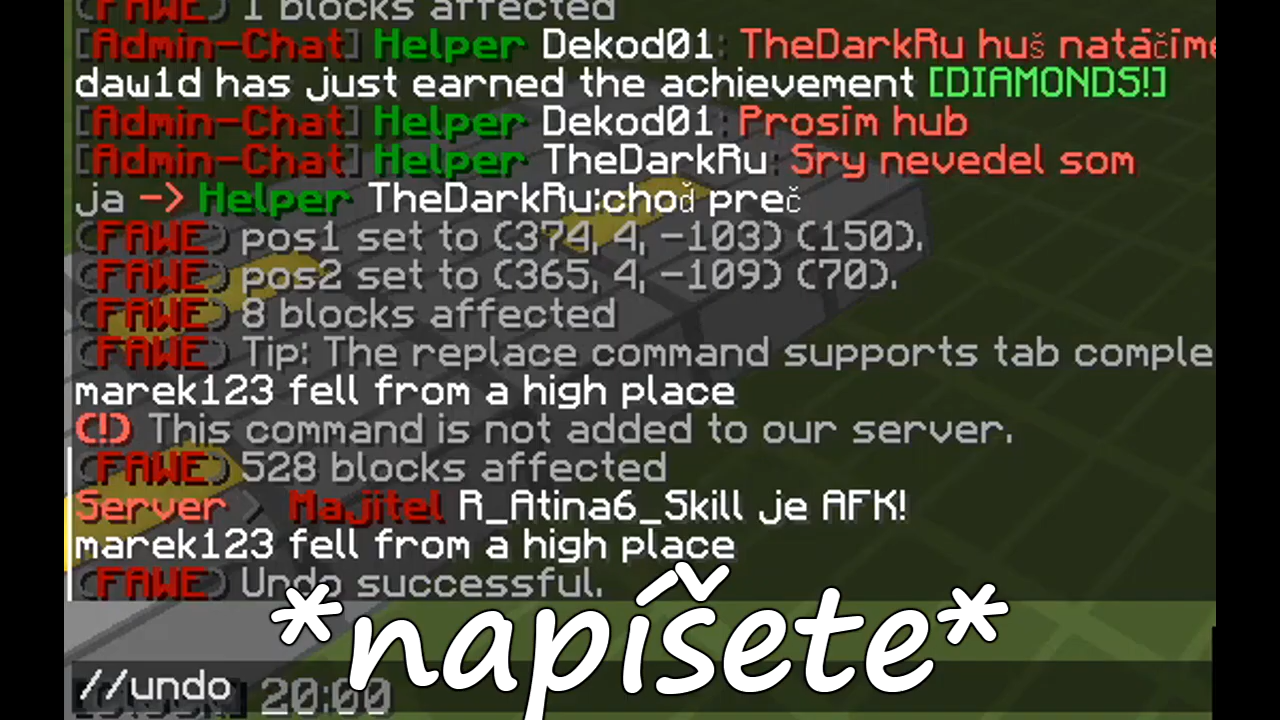 (FAWE) 1 blocks affected
[Admin-Chat] Helper Dekod01: TheDarkRu huš natáčíme
daw1d has just earned the achievement [DIAMONDS!]
[Admin-Chat] Helper Dekod01: Prosím hub
[Admin-Chat] Helper TheDarkRu: Sry nevedel som
ja -> Helper TheDarkRu:choď preč
(FAWE) pos1 set to (374, 4, -103) (150).
(FAWE) pos2 set to (365, 4, -109) (70).
(FAWE) 8 blocks affected
(FAWE) Tip: The replace command supports tab comple
marek123 fell from a high place
(!) This command is not added to our server.
(FAWE) 528 blocks affected
Server > Majitel R_Atina6_Skill je AFK!
marek123 fell from a high place
(FAWE) Undo successful.
*napíšete*
//undo
20:00